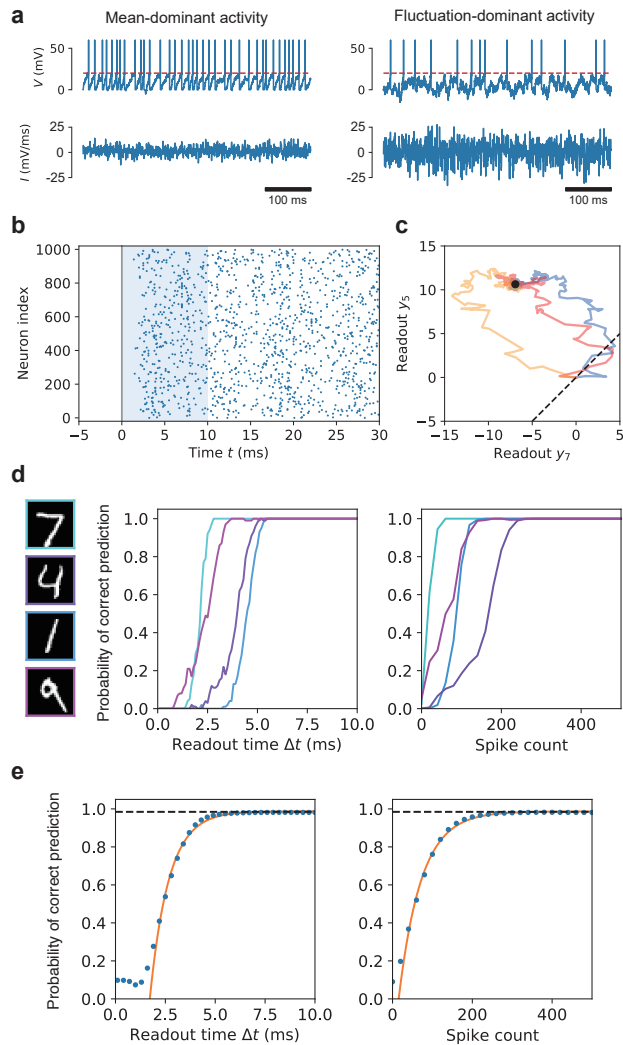 a
Mean-dominant activity
Fluctuation-dominant activity
V (mV)
50
0
50
0
I (mV/ms)
25
0
-25
25
0
-25
100 ms
100 ms
b
Neuron index
1000
800
600
400
200
0
−5 0 5 10 15 20 25 30
Time t (ms)
c
Readout y5
15
10
5
0
−5
−15 −10 −5 0 5
Readout y7
d
7
4
1
9
Probability of correct prediction
1.0
0.8
0.6
0.4
0.2
0.0
0.0 2.5 5.0 7.5 10.0
Readout time Δt (ms)
1.0
0.8
0.6
0.4
0.2
0.0
0 200 400
Spike count
e
Probability of correct prediction
1.0
0.8
0.6
0.4
0.2
0.0
0.0 2.5 5.0 7.5 10.0
Readout time Δt (ms)
1.0
0.8
0.6
0.4
0.2
0.0
0 200 400
Spike count